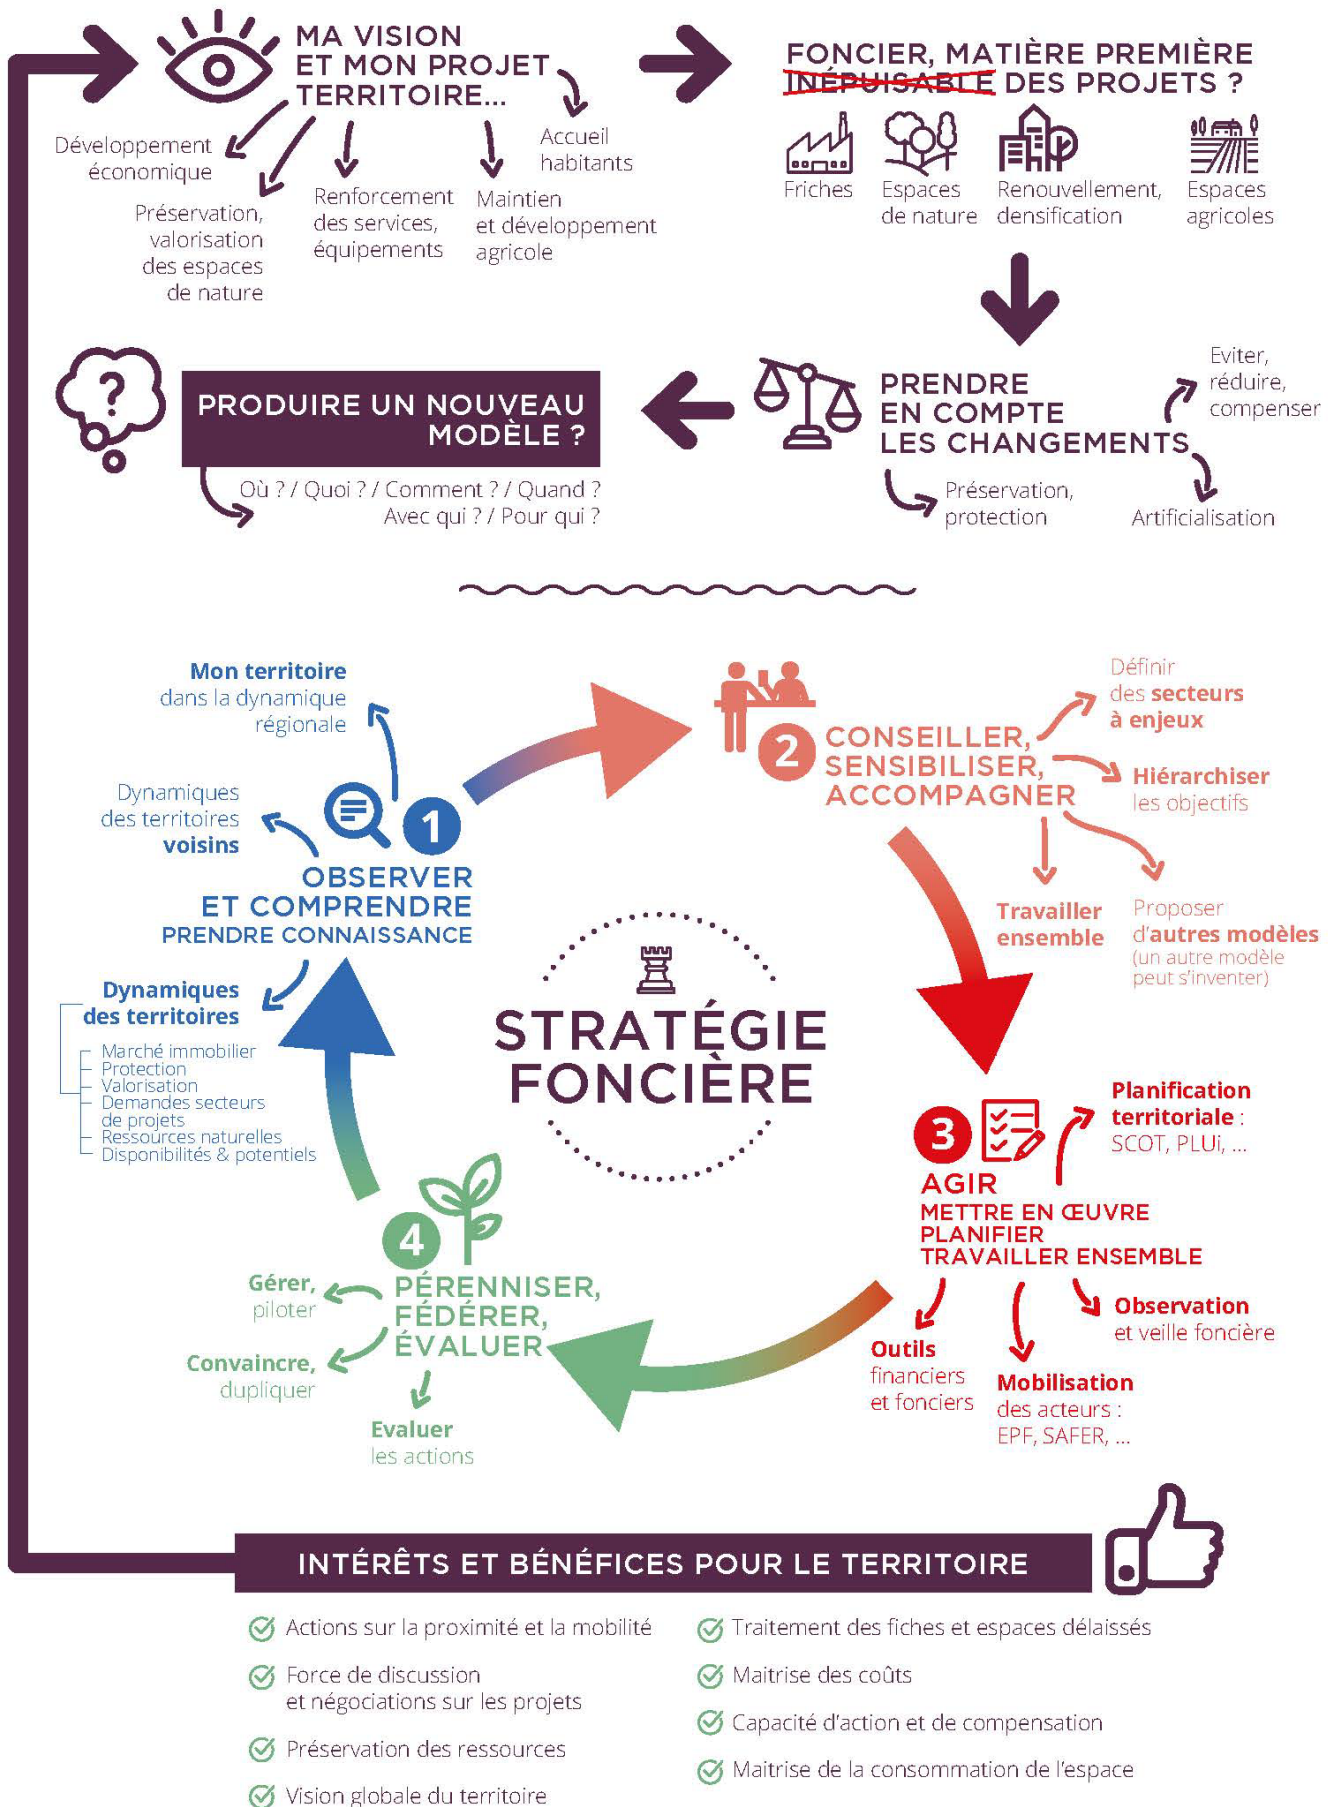 MA VISION
ET MON PROJET
TERRITOIRE...
Développement
économique
Préservation,
valorisation
des espaces
de nature
Renforcement
des services,
équipements
Maintien
et développement
agricole
Accueil
habitants
FONCIER, MATIÈRE PREMIÈRE
INÉPUISABLE DES PROJETS ?
Friches
Espaces
de nature
Renouvellement,
densification
Espaces
agricoles
PRENDRE
EN COMPTE
LES CHANGEMENTS
Eviter,
réduire,
compenser
Préservation,
protection
Artificialisation
?
PRODUIRE UN NOUVEAU
MODÈLE ?
Où ? / Quoi ? / Comment ? / Quand ?
Avec qui ? / Pour qui ?
Mon territoire
dans la dynamique
régionale
Dynamiques
des territoires
voisins
1
OBSERVER
ET COMPRENDRE
PRENDRE CONNAISSANCE
Dynamiques
des territoires
Marché immobilier
Protection
Valorisation
Demandes secteurs
de projets
Ressources naturelles
Disponibilités & potentiels
2
CONSEILLER,
SENSIBILISER,
ACCOMPAGNER
Définir
des secteurs
à enjeux
Hiérarchiser
les objectifs
Travailler
ensemble
Proposer
d'autres modèles
(un autre modèle
peut s'inventer)
STRATÉGIE
FONCIÈRE
3
AGIR
METTRE EN ŒUVRE
PLANIFIER
TRAVAILLER ENSEMBLE
Planification
territoriale :
SCOT, PLUi, ...
Observation
et veille foncière
Mobilisation
des acteurs :
EPF, SAFER, ...
Outils
financiers
et fonciers
4
PÉRENNISER,
FÉDÉRER,
ÉVALUER
Gérer,
piloter
Convaincre,
dupliquer
Evaluer
les actions
INTÉRÊTS ET BÉNÉFICES POUR LE TERRITOIRE
Actions sur la proximité et la mobilité
Force de discussion
et négociations sur les projets
Préservation des ressources
Vision globale du territoire
Traitement des fiches et espaces délaissés
Maitrise des coûts
Capacité d'action et de compensation
Maitrise de la consommation de l'espace